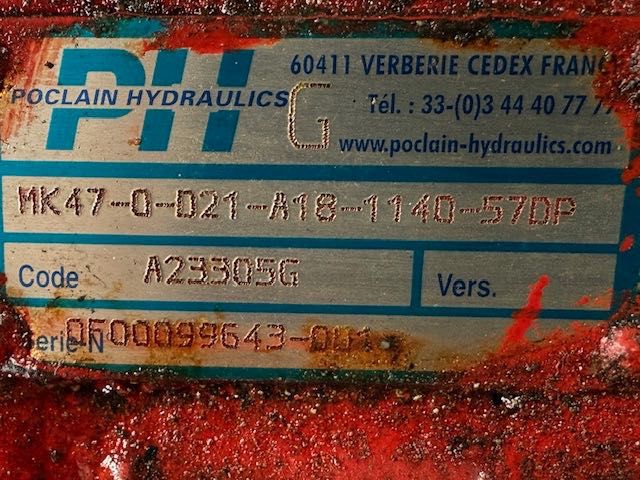 PH
60411 VERBERIE CEDEX FRANC
POCLAIN HYDRAULICS
G
Tél. : 33-(0)3 44 40 77 77
www.poclain-hydraulics.com
MK47-0-D21-A18-1140-57DP
Code A23305G
Vers.
Serie-N 0F00099643-001